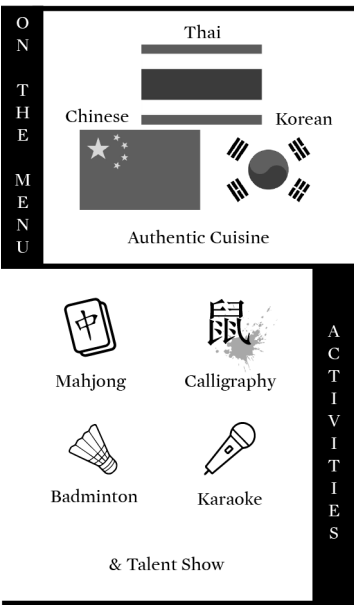 ON THE MENU
Thai
Chinese
Korean
Authentic Cuisine
中
鼠
Mahjong
Calligraphy
Badminton
Karaoke
& Talent Show
ACTIVITIES